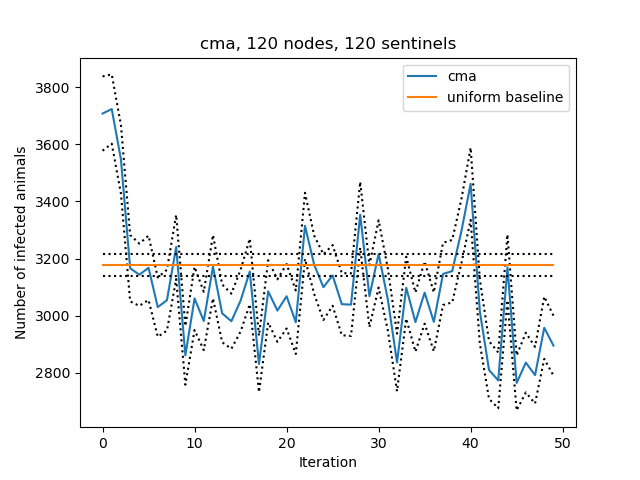 cma, 120 nodes, 120 sentinels
cma
uniform baseline
Number of infected animals
3800
3600
3400
3200
3000
2800
0 10 20 30 40 50
Iteration